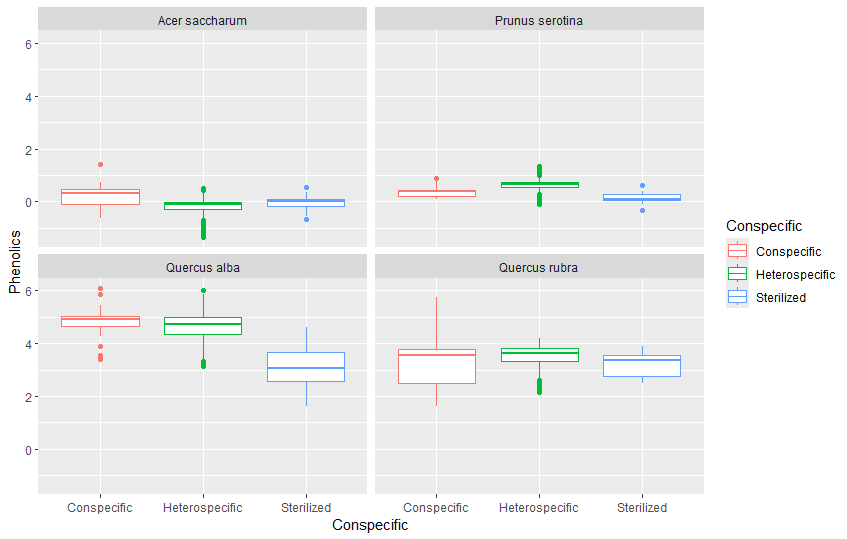 Acer saccharum
Prunus serotina
6
4
2
0
Quercus alba
Quercus rubra
6
4
2
0
Phenolics
Conspecific
Heterospecific
Sterilized
Conspecific
Heterospecific
Sterilized
Conspecific
Conspecific
Conspecific
Heterospecific
Sterilized